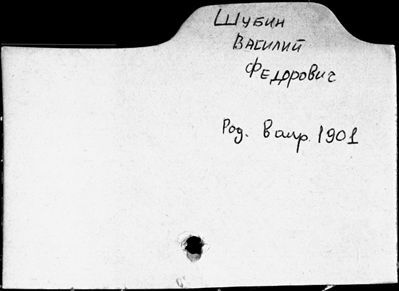 Шубин
Василий
Федорович
Род. в апр. 1901